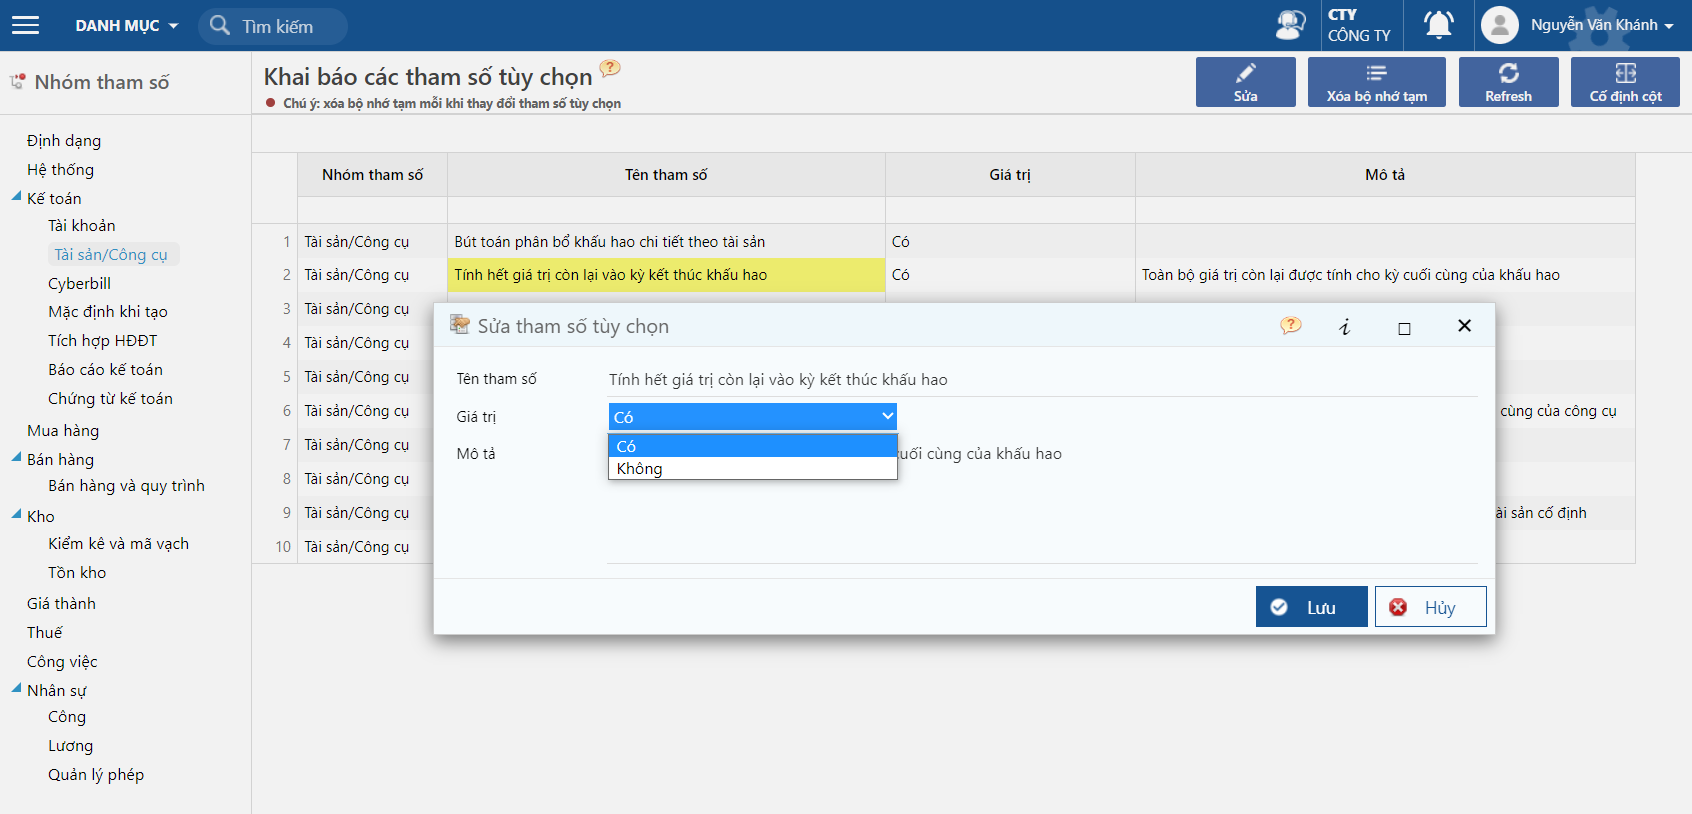 DANH MỤC
Tìm kiếm
CTY
CÔNG TY
Nguyễn Văn Khánh
Nhóm tham số
Khai báo các tham số tùy chọn
Chú ý: xóa bộ nhớ tạm mỗi khi thay đổi tham số tùy chọn
Sửa
Xóa bộ nhớ tạm
Refresh
Cố định cột
Định dạng
Hệ thống
Kế toán
Tài khoản
Tài sản/Công cụ
Cyberbill
Mặc định khi tạo
Tích hợp HĐĐT
Báo cáo kế toán
Chứng từ kế toán
Mua hàng
Bán hàng
Bán hàng và quy trình
Kho
Kiểm kê và mã vạch
Tồn kho
Giá thành
Thuế
Công việc
Nhân sự
Công
Lương
Quản lý phép
Nhóm tham số Tên tham số Giá trị Mô tả
1 Tài sản/Công cụ Bút toán phân bổ khấu hao chi tiết theo tài sản Có
2 Tài sản/Công cụ Tính hết giá trị còn lại vào kỳ kết thúc khấu hao Có Toàn bộ giá trị còn lại được tính cho kỳ cuối cùng của khấu hao
3 Tài sản/Công cụ
4 Tài sản/Công cụ
5 Tài sản/Công cụ
6 Tài sản/Công cụ cùng của công cụ
7 Tài sản/Công cụ
8 Tài sản/Công cụ
9 Tài sản/Công cụ ài sản cố định
10 Tài sản/Công cụ
Sửa tham số tùy chọn
Tên tham số Tính hết giá trị còn lại vào kỳ kết thúc khấu hao
Giá trị Có
Có
Không
Mô tả cuối cùng của khấu hao
Lưu
Hủy